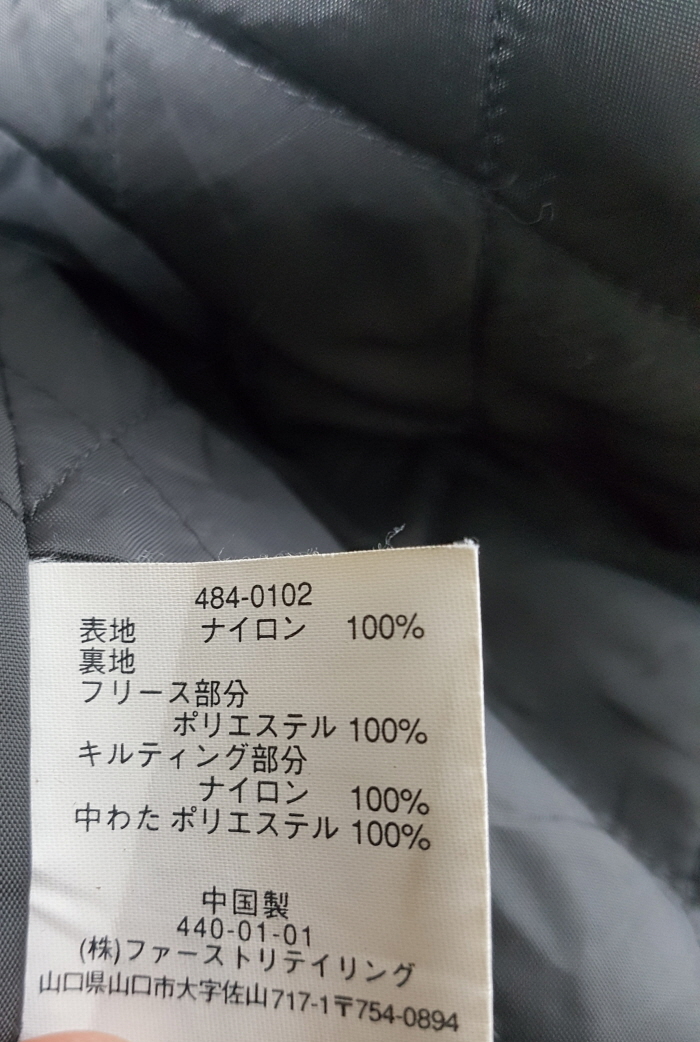 484-0102
表地 ナイロン 100%
裏地
フリース部分
ポリエステル 100%
キルティング部分
ナイロン 100%
中わた ポリエステル 100%
中国製
440-01-01
(株)ファーストリテイリング
山口県山口市大字佐山717-1〒754-0894